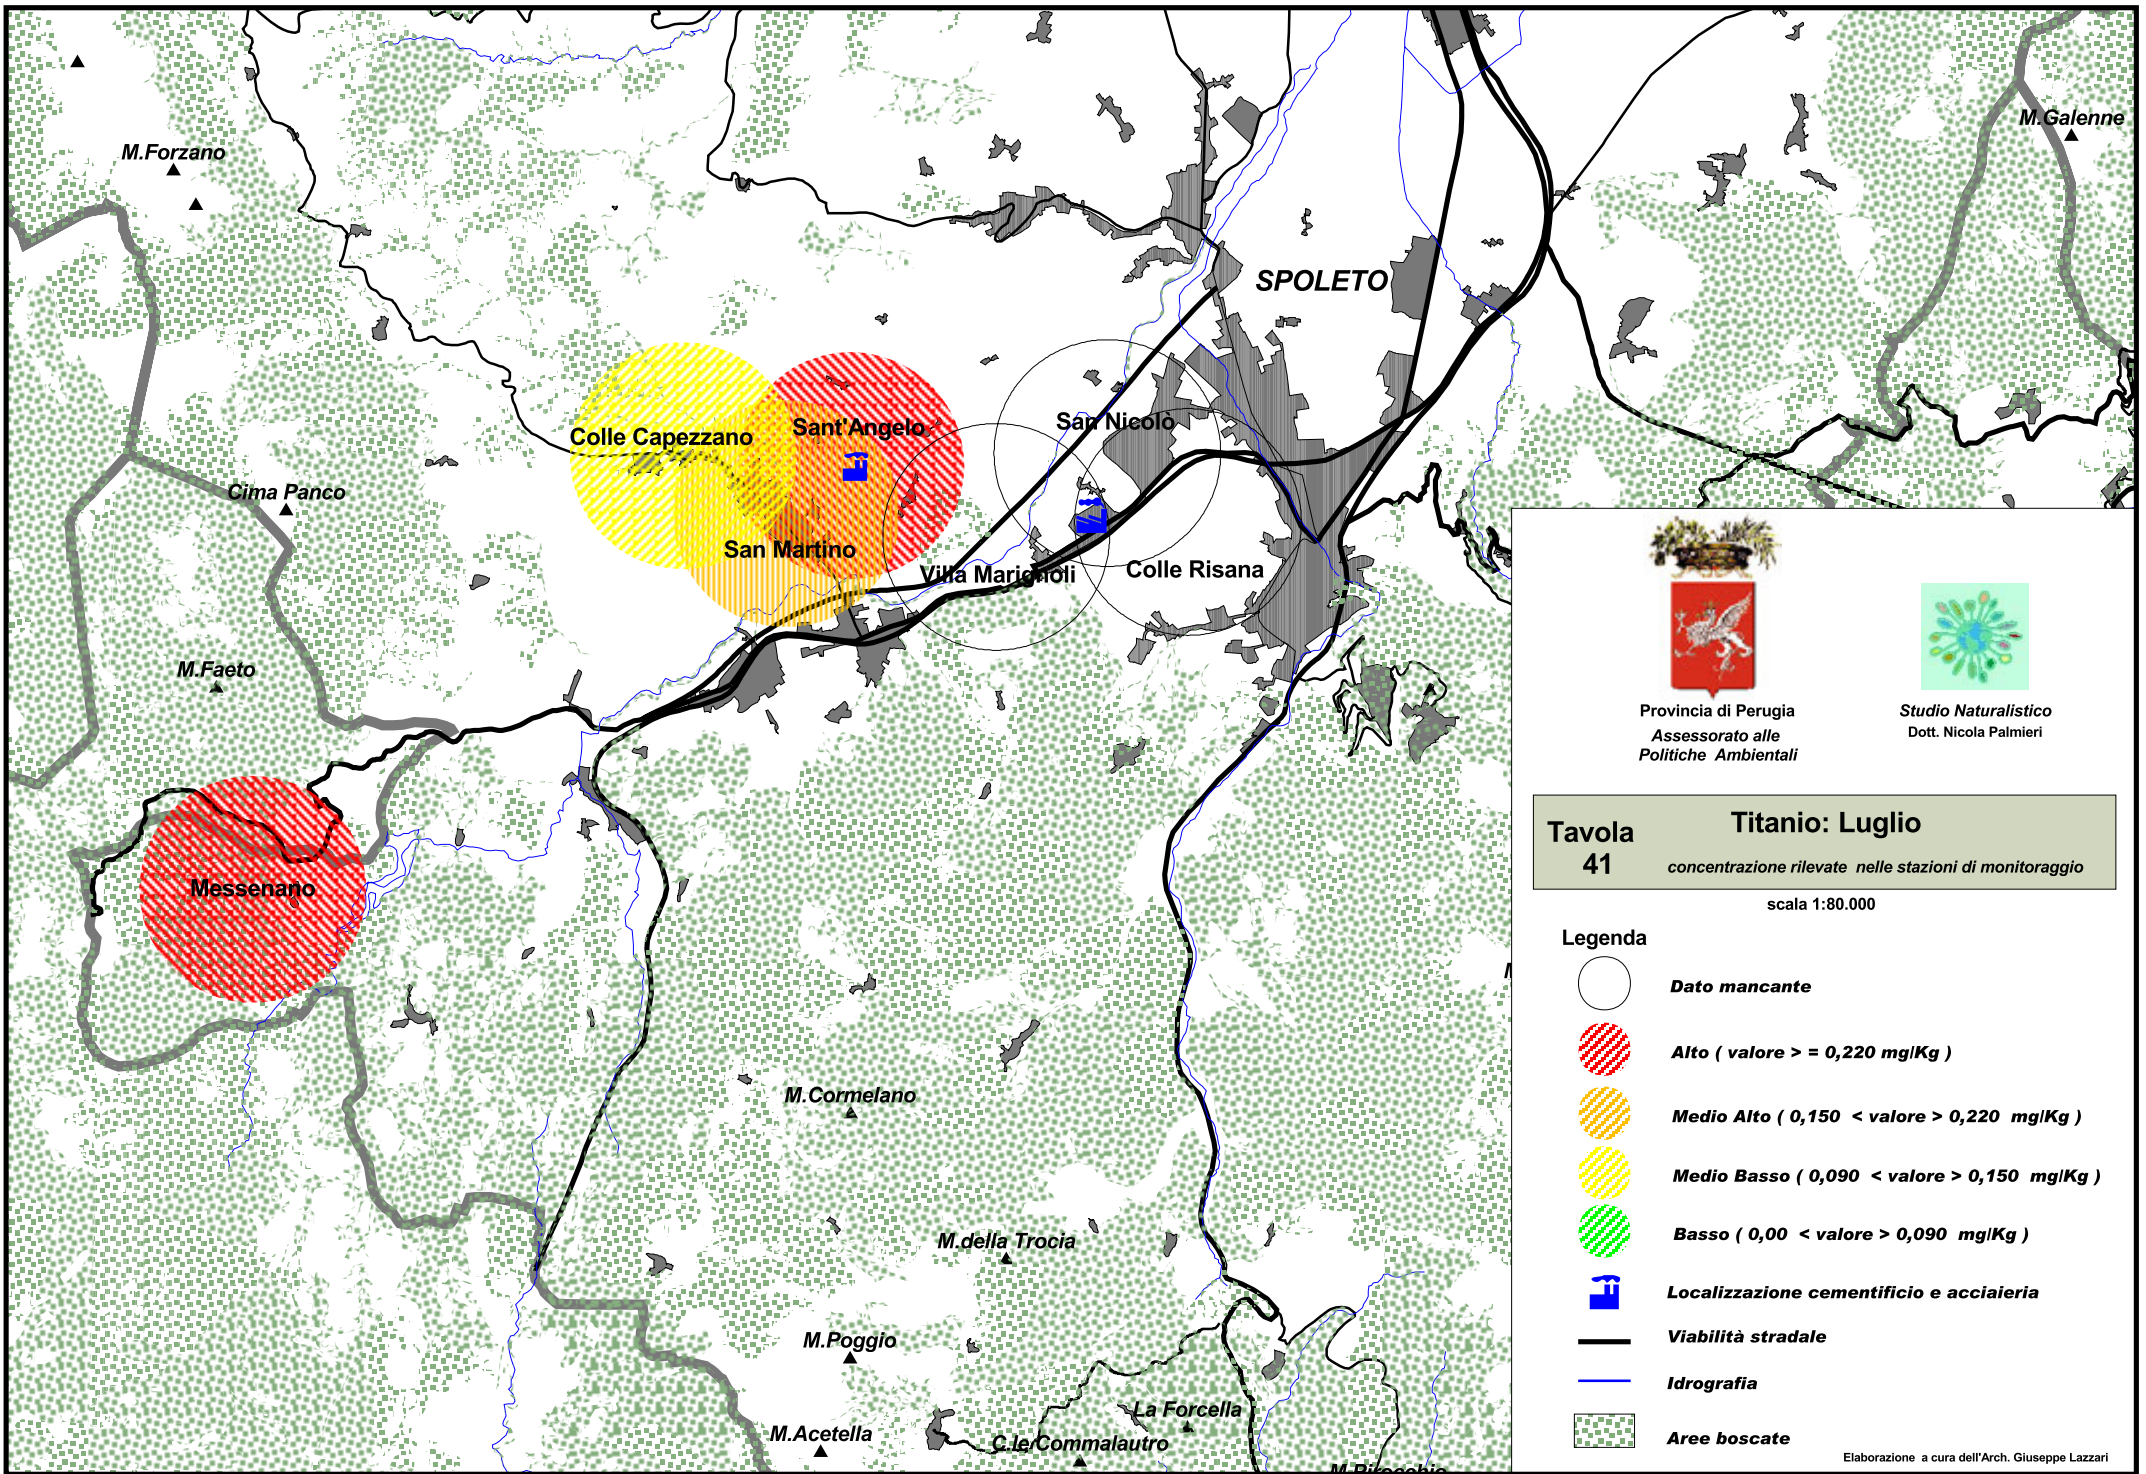 M.Galenne
M.Forzano
SPOLETO
San Nicolò
Sant'Angelo
Colle Capezzano
Cima Panco
San Martino
Villa Marignoli
Colle Risana
M.Faeto
Messenano
M.Cormelano
M.della Trocia
M.Poggio
La Forcella
M.Acetella
C.le Commalautro
Provincia di Perugia
Assessorato alle
Politiche Ambientali
Studio Naturalistico
Dott. Nicola Palmieri
Tavola
41
Titanio: Luglio
concentrazione rilevate nelle stazioni di monitoraggio
scala 1:80.000
Legenda
Dato mancante
Alto ( valore > = 0,220 mg/Kg )
Medio Alto ( 0,150 < valore > 0,220 mg/Kg )
Medio Basso ( 0,090 < valore > 0,150 mg/Kg )
Basso ( 0,00 < valore > 0,090 mg/Kg )
Localizzazione cementificio e acciaieria
Viabilità stradale
Idrografia
Aree boscate
Elaborazione a cura dell'Arch. Giuseppe Lazzari